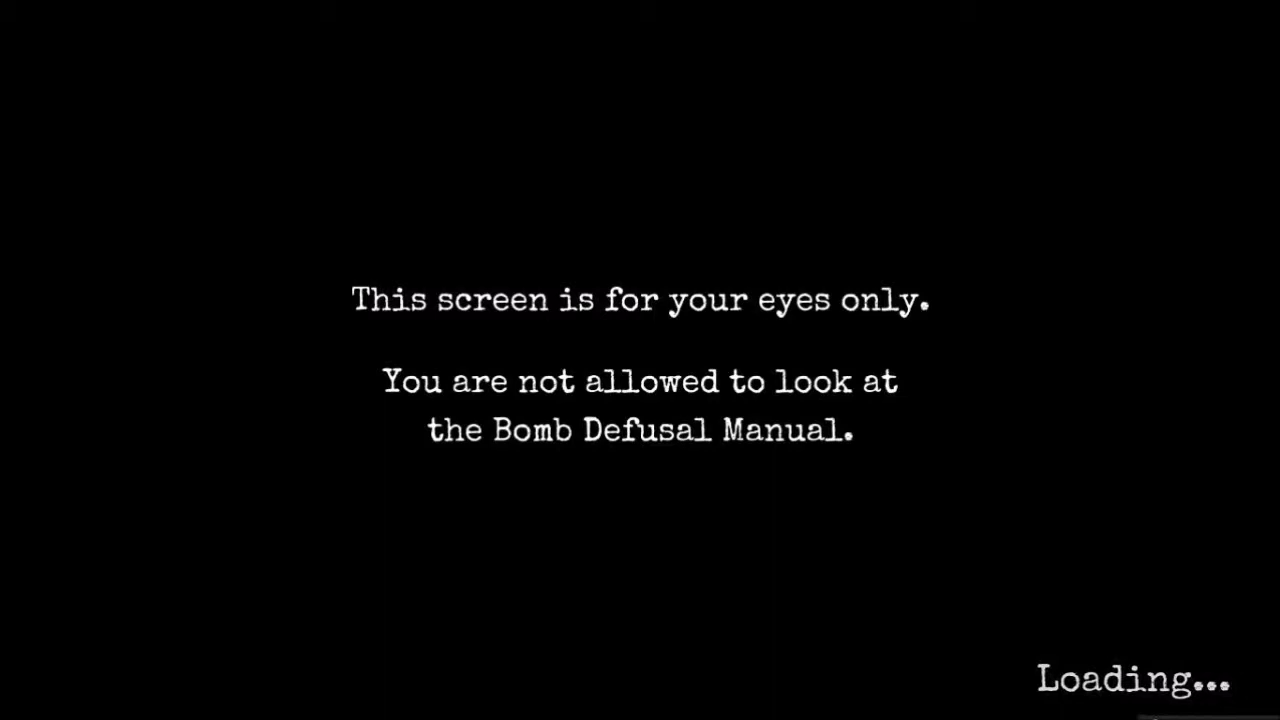 This screen is for your eyes only.
You are not allowed to look at
the Bomb Defusal Manual.
Loading...